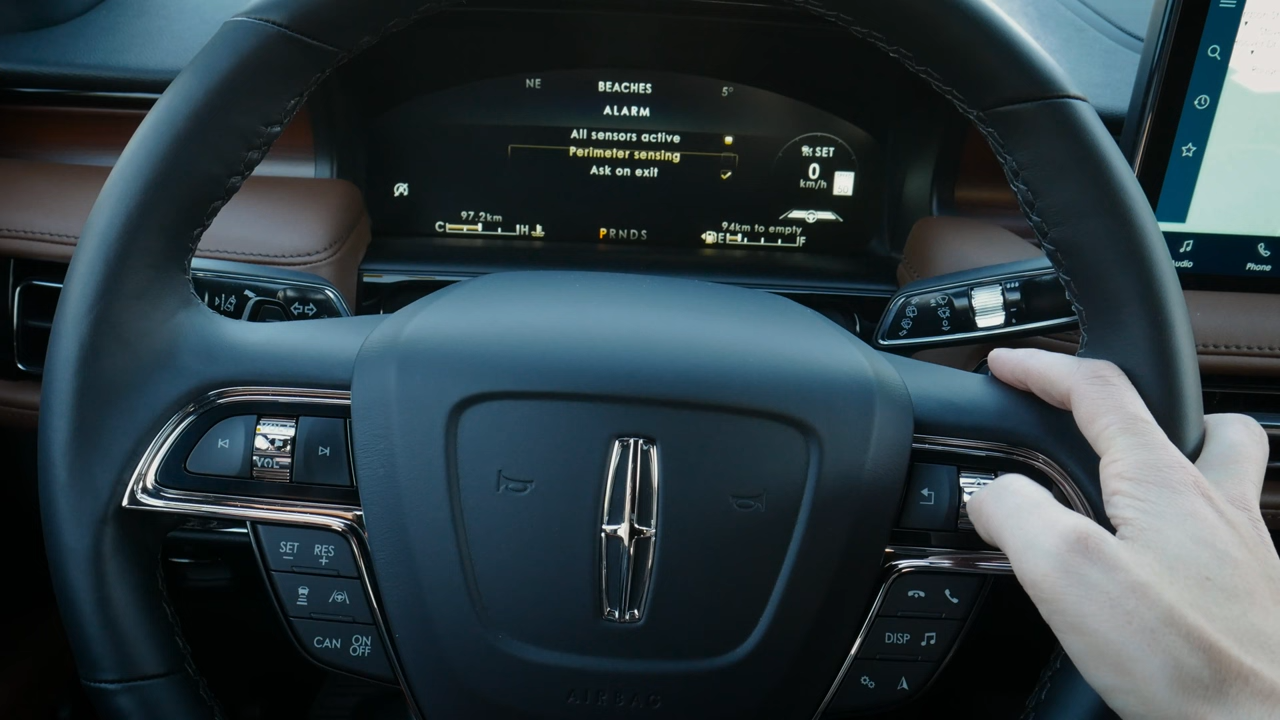 NE BEACHES 5°
ALARM
All sensors active
Perimeter sensing
Ask on exit
SET
0
km/h
97.2km
C H
PRNDS
94km to empty
E F
Audio
Phone
VOL
SET − RES +
CAN ON OFF
DISP
AIRBAG